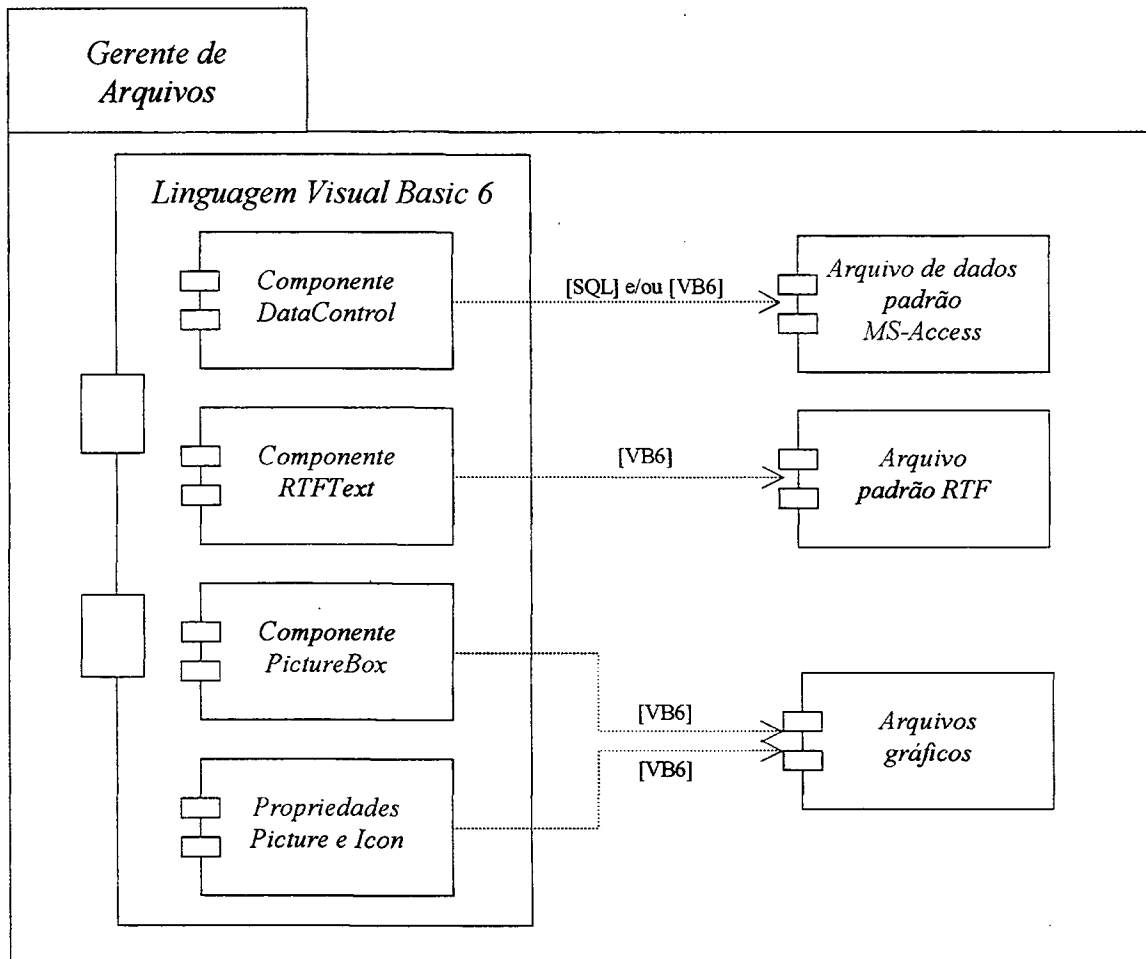 Gerente de
Arquivos
Linguagem Visual Basic 6
Componente
DataControl
[SQL] e/ou [VB6]
Arquivo de dados
padrão
MS-Access
Componente
RTFText
[VB6]
Arquivo
padrão RTF
Componente
PictureBox
[VB6]
Arquivos
gráficos
[VB6]
Propriedades
Picture e Icon